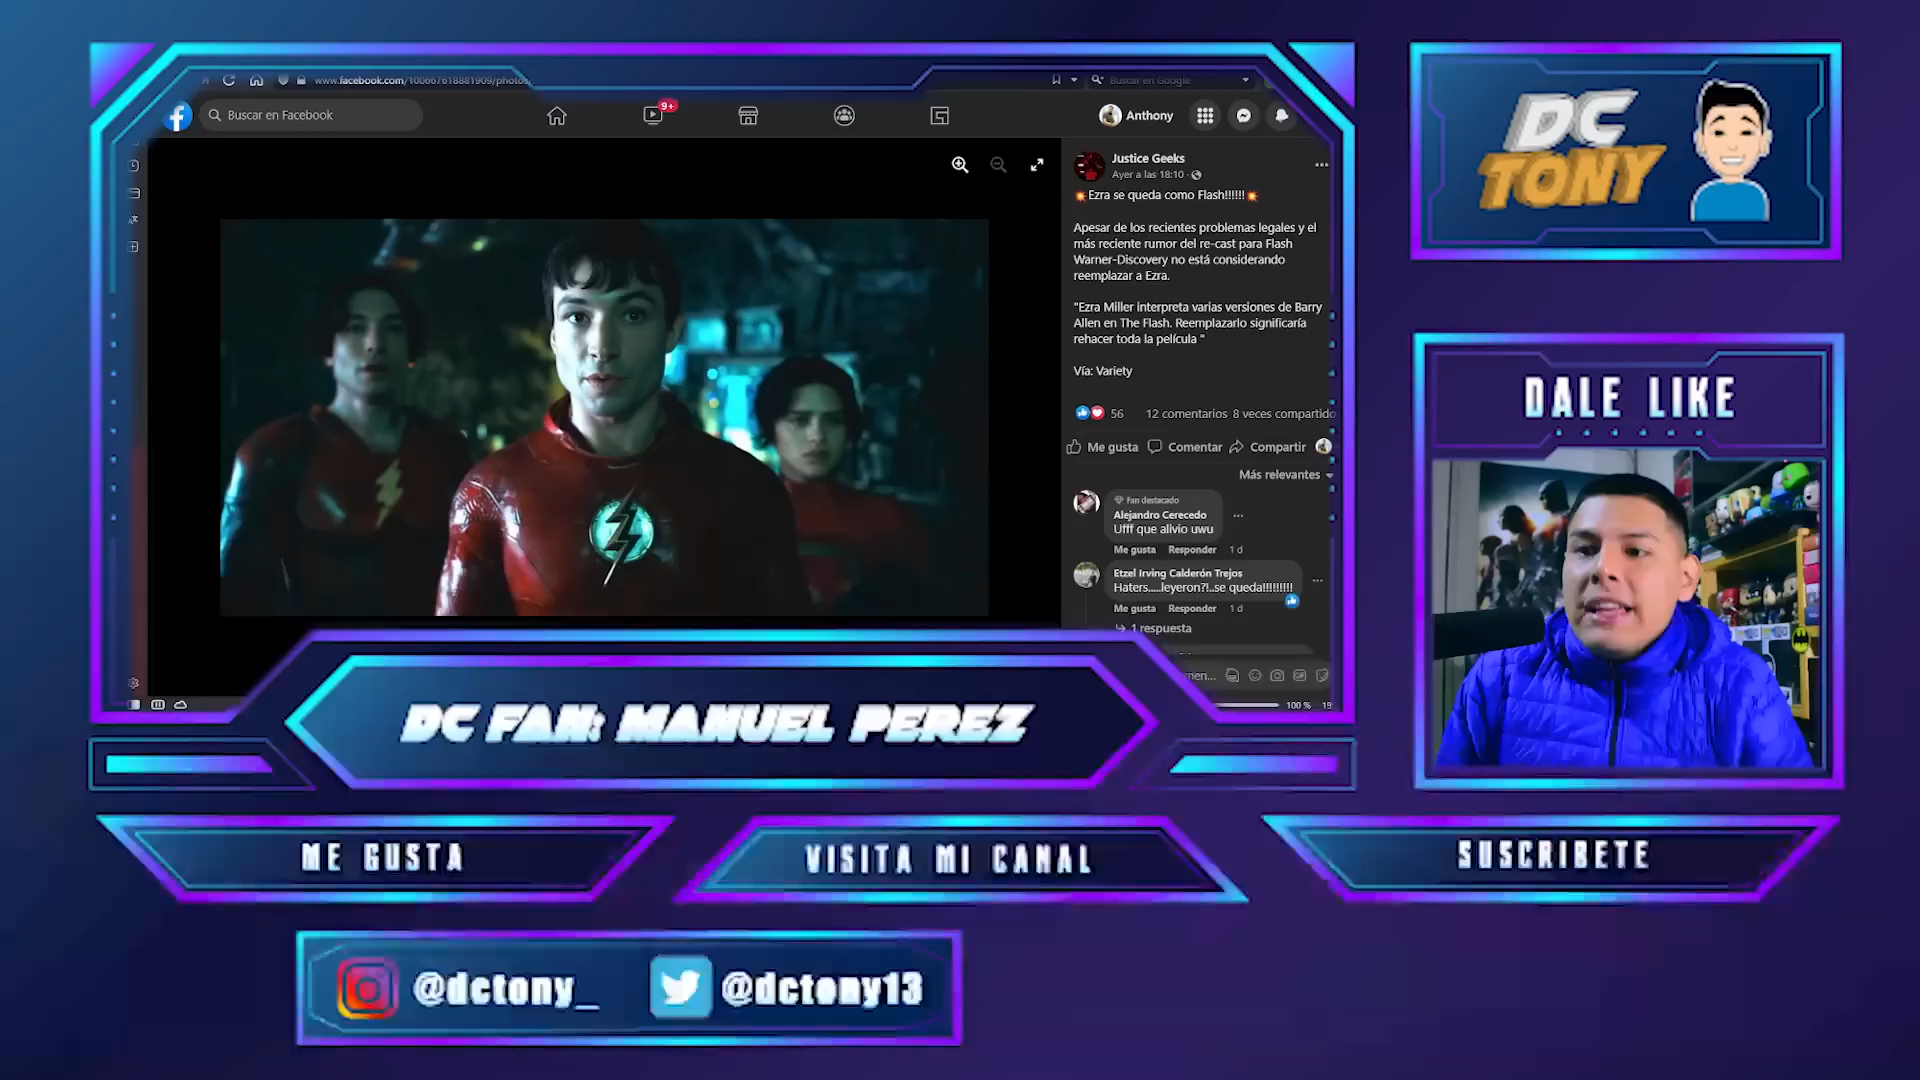 www.facebook.com/100667618881909/photos
Buscar en Google
Buscar en Facebook
9+
Anthony
Justice Geeks
Ayer a las 18:10 ·
💥Ezra se queda como Flash!!!!!!💥
Apesar de los recientes problemas legales y el
más reciente rumor del re-cast para Flash
Warner-Discovery no está considerando
reemplazar a Ezra.
"Ezra Miller interpreta varias versiones de Barry
Allen en The Flash. Reemplazarlo significaría
rehacer toda la película "
Vía: Variety
56
12 comentarios 8 veces compartido
Me gusta Comentar Compartir
Más relevantes
Fan destacado
Alejandro Cerecedo
Ufff que alivio uwu
Me gusta Responder 1 d
Etzel Irving Calderón Trejos
Haters.....leyeron?!..se queda!!!!!!!!!
Me gusta Responder 1 d
1 respuesta
100 %
DC FAN: MANUEL PEREZ
DC
TONY
DALE LIKE
ME GUSTA
VISITA MI CANAL
SUSCRIBETE
@dctony_
@dctony13